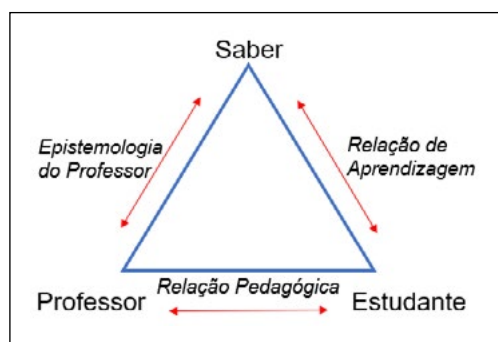 Saber
Epistemologia
do Professor
Relação de
Aprendizagem
Relação Pedagógica
Professor
Estudante